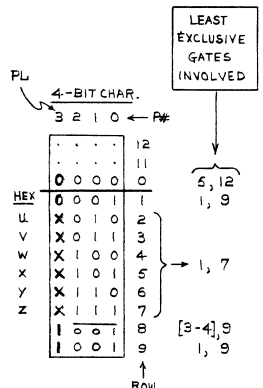 LEAST
EXCLUSIVE
GATES
INVOLVED
PL
4-BIT CHAR.
3 2 1 0 ← P#
. . . . 12
. . . . 11
0 0 0 0 0 5, 12
HEX 0 0 0 1 1 1, 9
U X 0 1 0 2
V X 0 1 1 3
W X 1 0 0 4
X X 1 0 1 5 → 1, 7
Y X 1 1 0 6
Z X 1 1 1 7
1 0 0 0 8 [3-4], 9
1 0 0 1 9 1, 9
ROW